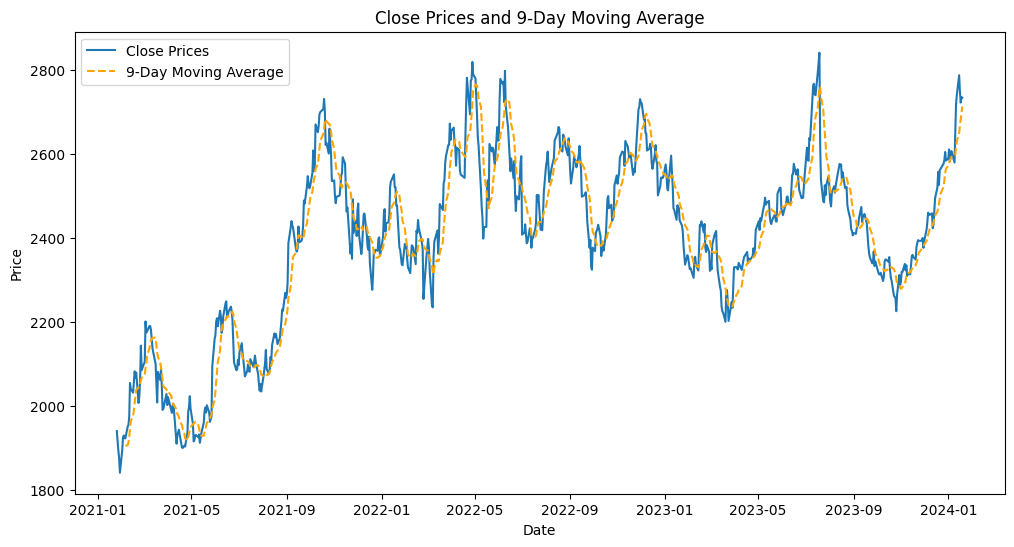 Close Prices and 9-Day Moving Average
Close Prices
9-Day Moving Average
Price
2800
2600
2400
2200
2000
1800
2021-01 2021-05 2021-09 2022-01 2022-05 2022-09 2023-01 2023-05 2023-09 2024-01
Date